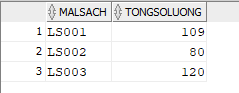 MALSACH TONGSOLUONG
1 LS001 109
2 LS002 80
3 LS003 120